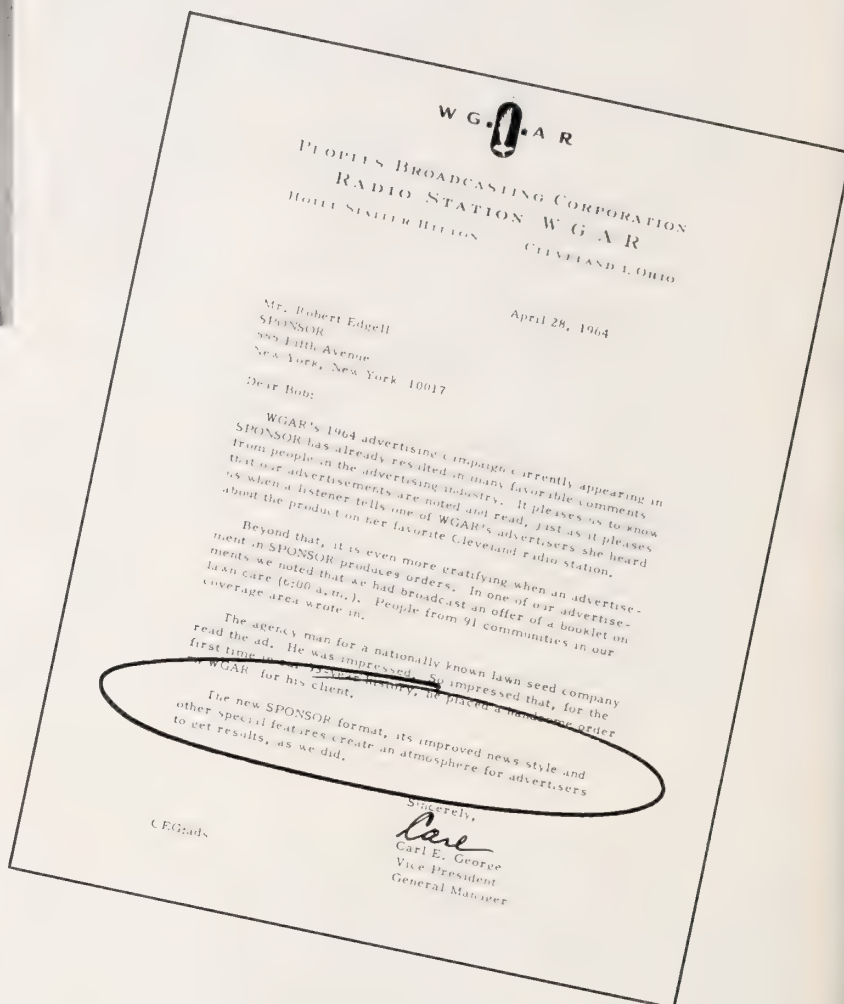 W G A R
PEOPLES BROADCASTING CORPORATION
RADIO STATION W G A R
HOTEL STATLER HILTON CLEVELAND 1, OHIO
April 28, 1964
Mr. Robert Edgell
SPONSOR
555 Fifth Avenue
New York, New York 10017
Dear Bob:
WGAR's 1964 advertising campaign currently appearing in
SPONSOR has already resulted in many favorable comments
from people in the advertising industry. It pleases us to know
that our advertisements are noted and read, just as it pleases
us when a listener tells one of WGAR's advertisers she heard
about the product on her favorite Cleveland radio station.
Beyond that, it is even more gratifying when an advertise-
ment in SPONSOR produces orders. In one of our advertise-
ments we noted that we had broadcast an offer of a booklet on
lawn care (6:00 a.m.). People from 91 communities in our
coverage area wrote in.
The agency man for a nationally known lawn seed company
read the ad. He was impressed. So impressed that, for the
first time in our -year history, he placed a handsome order
on WGAR for his client.
The new SPONSOR format, its improved news style and
other special features create an atmosphere for advertisers
to get results, as we did.
Sincerely,
Carl
Carl E. George
Vice President
General Manager
CEG:ads